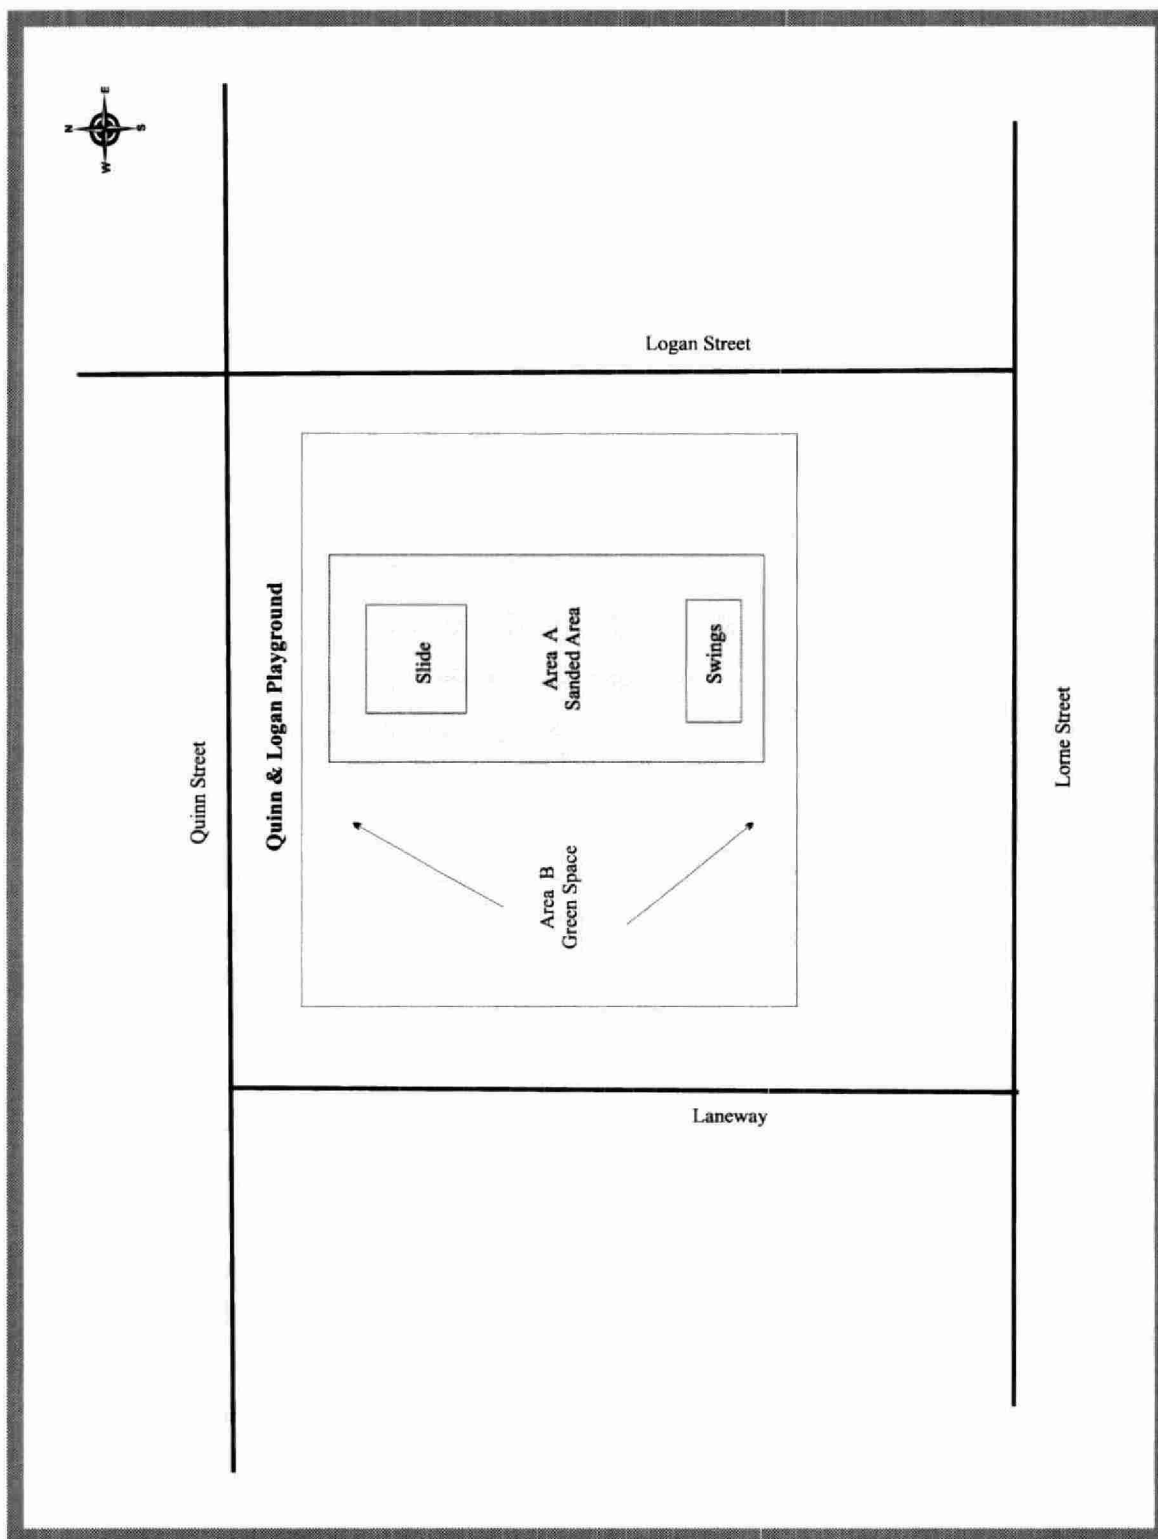 N
W
E
S
Quinn Street
Quinn & Logan Playground
Logan Street
Slide
Area A
Sanded Area
Swings
Area B
Green Space
Laneway
Lorne Street